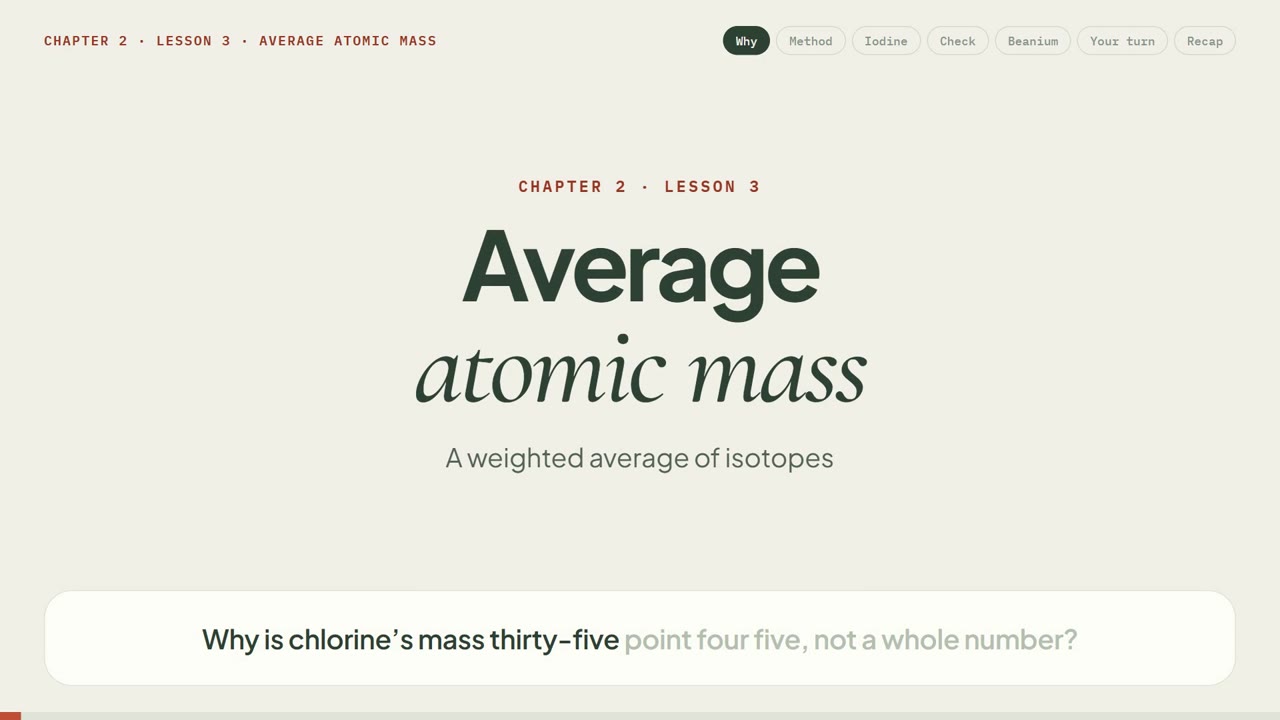 CHAPTER 2 · LESSON 3 · AVERAGE ATOMIC MASS
Why Method Iodine Check Beanium Your turn Recap
CHAPTER 2 · LESSON 3
Average
atomic mass
A weighted average of isotopes
Why is chlorine’s mass thirty-five point four five, not a whole number?